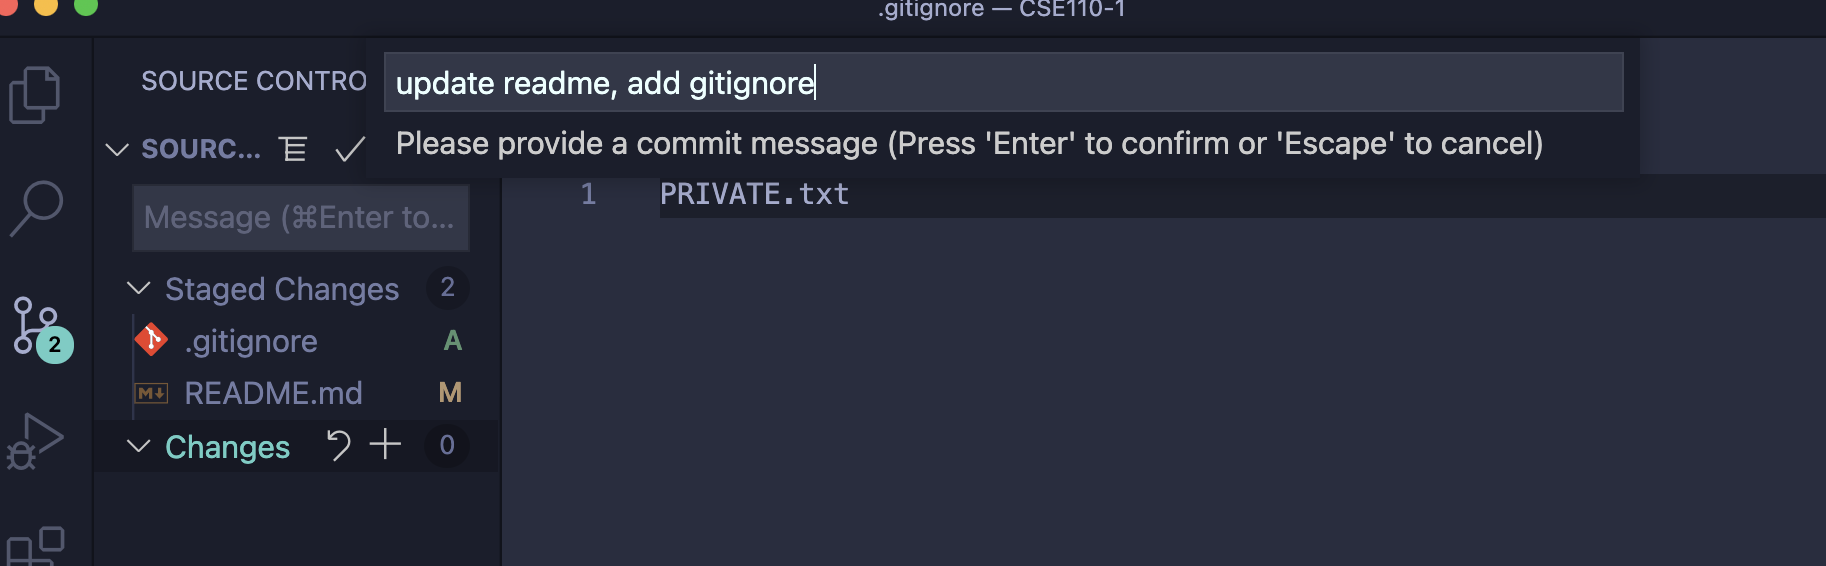 .gitignore — CSE110-1
SOURCE CONTRO
update readme, add gitignore
Please provide a commit message (Press 'Enter' to confirm or 'Escape' to cancel)
SOURC...
Message (⌘Enter to...
1 PRIVATE.txt
Staged Changes 2
.gitignore A
2
M↓ README.md M
Changes 0